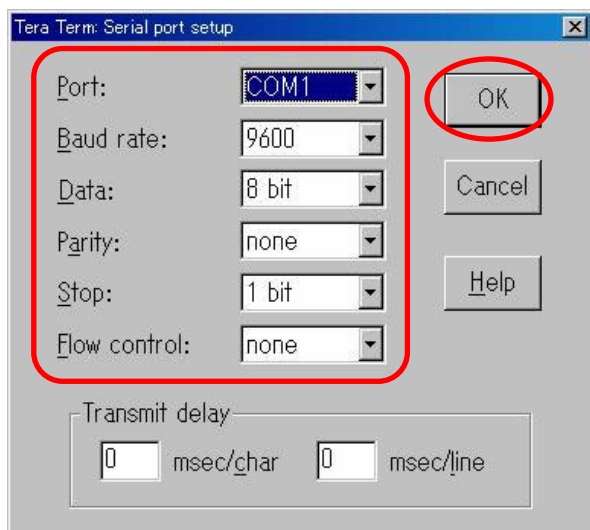 Tera Term: Serial port setup
Port: COM1
OK
Baud rate: 9600
Data: 8 bit
Cancel
Parity: none
Stop: 1 bit
Help
Flow control: none
Transmit delay
0 msec/char 0 msec/line